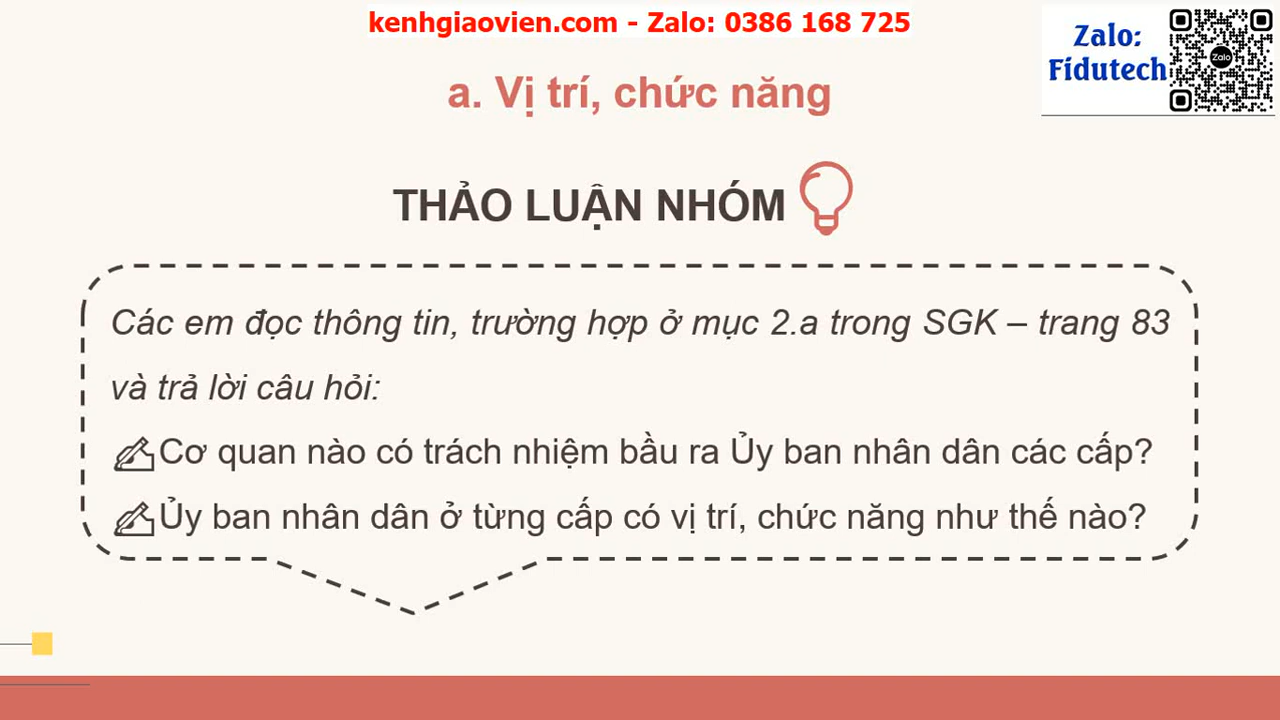 kenhgiaovien.com - Zalo: 0386 168 725
Zalo:
Fidutech
Zalo
a. Vị trí, chức năng
THẢO LUẬN NHÓM
Các em đọc thông tin, trường hợp ở mục 2.a trong SGK – trang 83
và trả lời câu hỏi:
✍Cơ quan nào có trách nhiệm bầu ra Ủy ban nhân dân các cấp?
✍Ủy ban nhân dân ở từng cấp có vị trí, chức năng như thế nào?